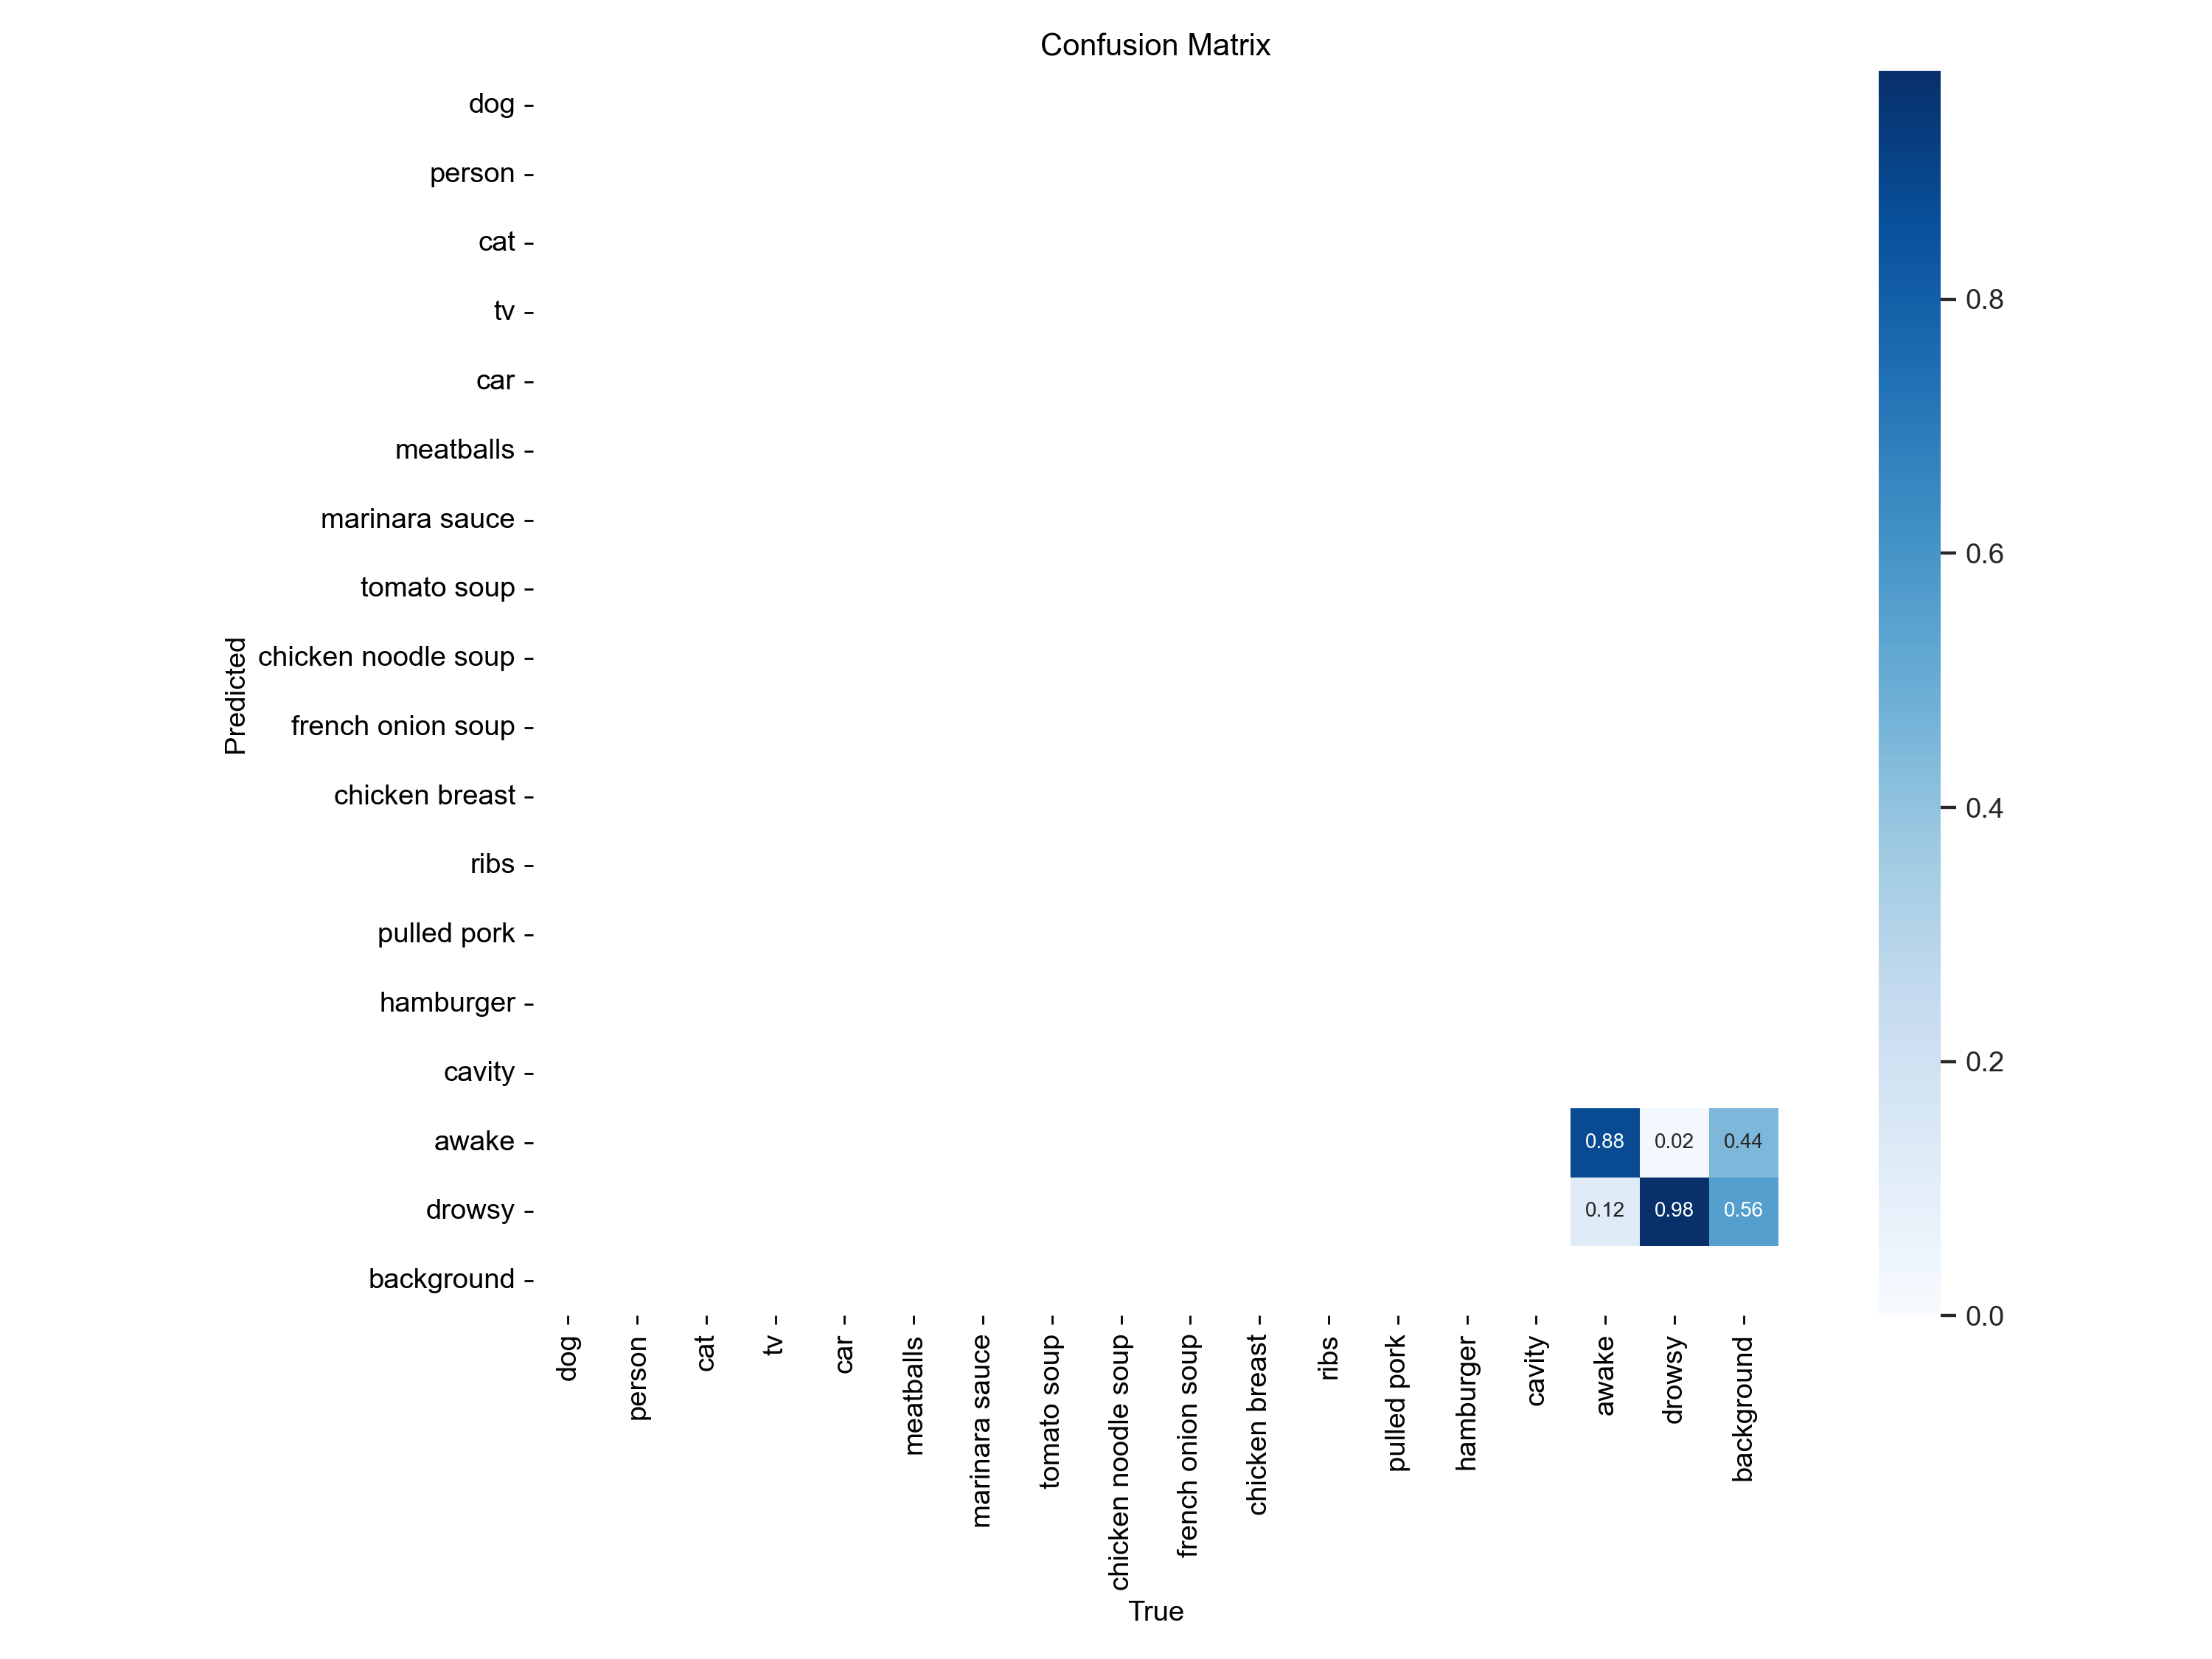 Confusion Matrix
dog
person
cat
tv
car
meatballs
marinara sauce
tomato soup
chicken noodle soup
french onion soup
chicken breast
ribs
pulled pork
hamburger
cavity
awake
drowsy
background
Predicted
0.88 0.02 0.44
0.12 0.98 0.56
dog
person
cat
tv
car
meatballs
marinara sauce
tomato soup
chicken noodle soup
french onion soup
chicken breast
ribs
pulled pork
hamburger
cavity
awake
drowsy
background
True
0.8
0.6
0.4
0.2
0.0